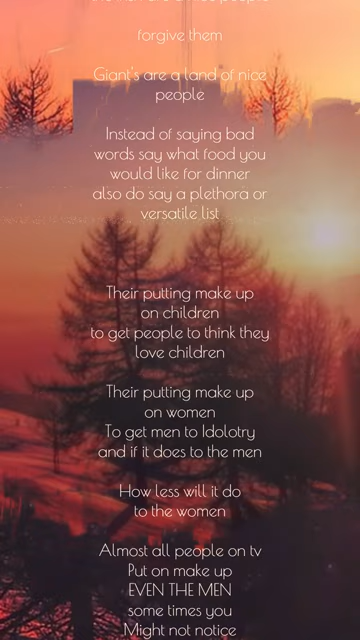 forgive them
Giant's are a land of nice
people
Instead of saying bad
words say what food you
would like for dinner
also do say a plethora or
versatile list
Their putting make up
on children
to get people to think they
love children
Their putting make up
on women
To get men to Idolotry
and if it does to the men
How less will it do
to the women
Almost all people on tv
Put on make up
EVEN THE MEN
some times you
Might not notice